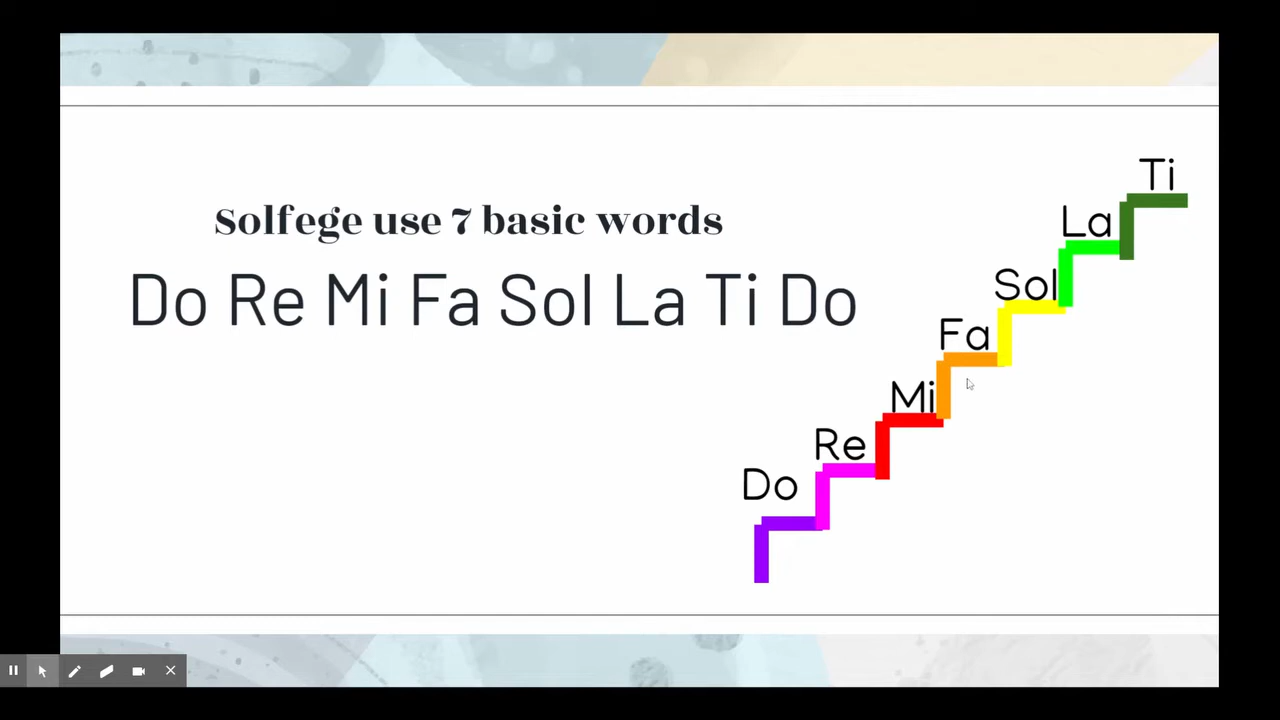 Solfege use 7 basic words
Do Re Mi Fa Sol La Ti Do
Ti
La
Sol
Fa
Mi
Re
Do